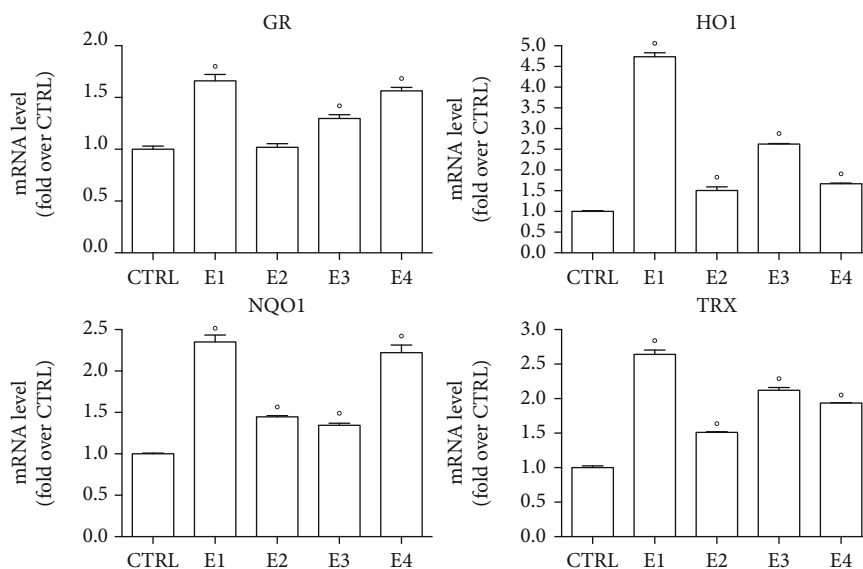 GR
mRNA level
(fold over CTRL)
2.0
1.5
1.0
0.5
0.0
CTRL E1 E2 E3 E4
HO1
mRNA level
(fold over CTRL)
5.0
4.5
4.0
3.5
3.0
2.5
2.0
1.5
1.0
0.5
0.0
CTRL E1 E2 E3 E4
NQO1
mRNA level
(fold over CTRL)
2.5
2.0
1.5
1.0
0.5
0.0
CTRL E1 E2 E3 E4
TRX
mRNA level
(fold over CTRL)
3.0
2.5
2.0
1.5
1.0
0.5
0.0
CTRL E1 E2 E3 E4